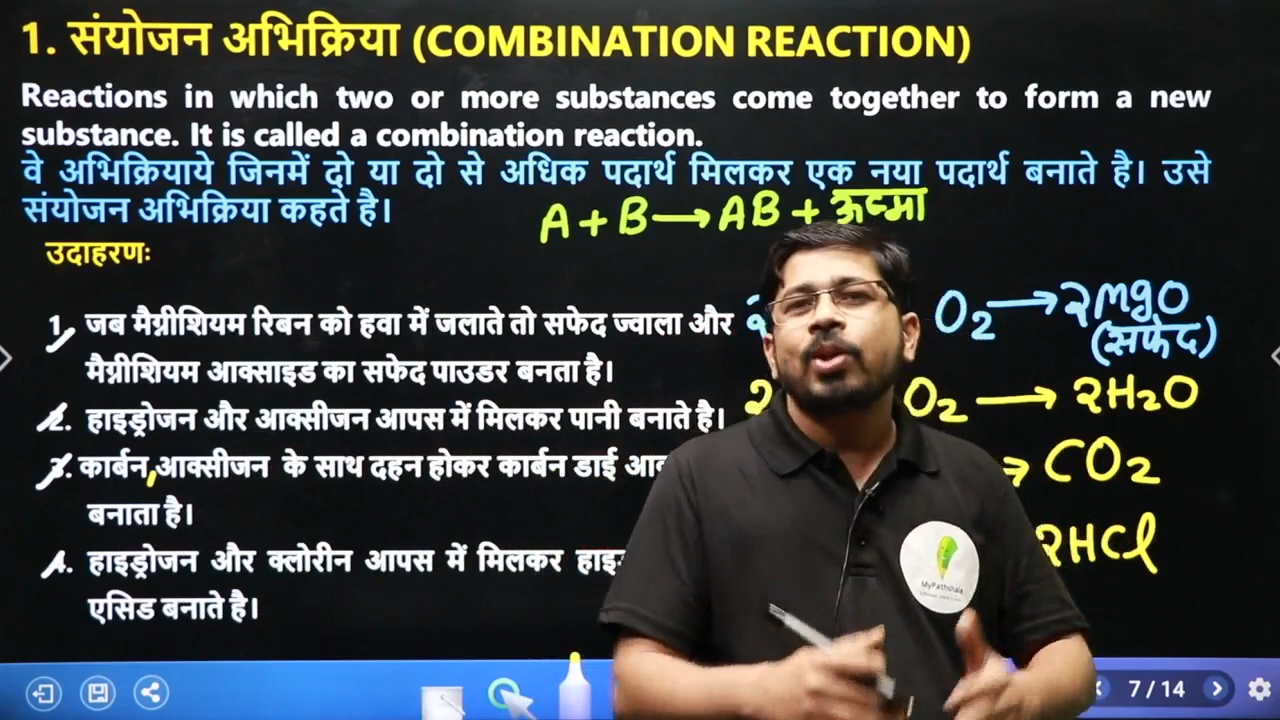 1. संयोजन अभिक्रिया (COMBINATION REACTION)
Reactions in which two or more substances come together to form a new
substance. It is called a combination reaction.
वे अभिक्रियाये जिनमें दो या दो से अधिक पदार्थ मिलकर एक नया पदार्थ बनाते है। उसे
संयोजन अभिक्रिया कहते है।
A + B → AB + ऊष्मा
उदाहरणः
1. जब मैग्नीशियम रिबन को हवा में जलाते तो सफेद ज्वाला और
मैग्नीशियम आक्साइड का सफेद पाउडर बनता है।
2 O₂ → 2MgO
(सफेद)
2. हाइड्रोजन और आक्सीजन आपस में मिलकर पानी बनाते है।
2 O₂ → 2H₂O
3. कार्बन, आक्सीजन के साथ दहन होकर कार्बन डाई
बनाता है।
→ CO₂
4. हाइड्रोजन और क्लोरीन आपस में मिलकर
एसिड बनाते है।
2HCl
MyPathshala
7 / 14